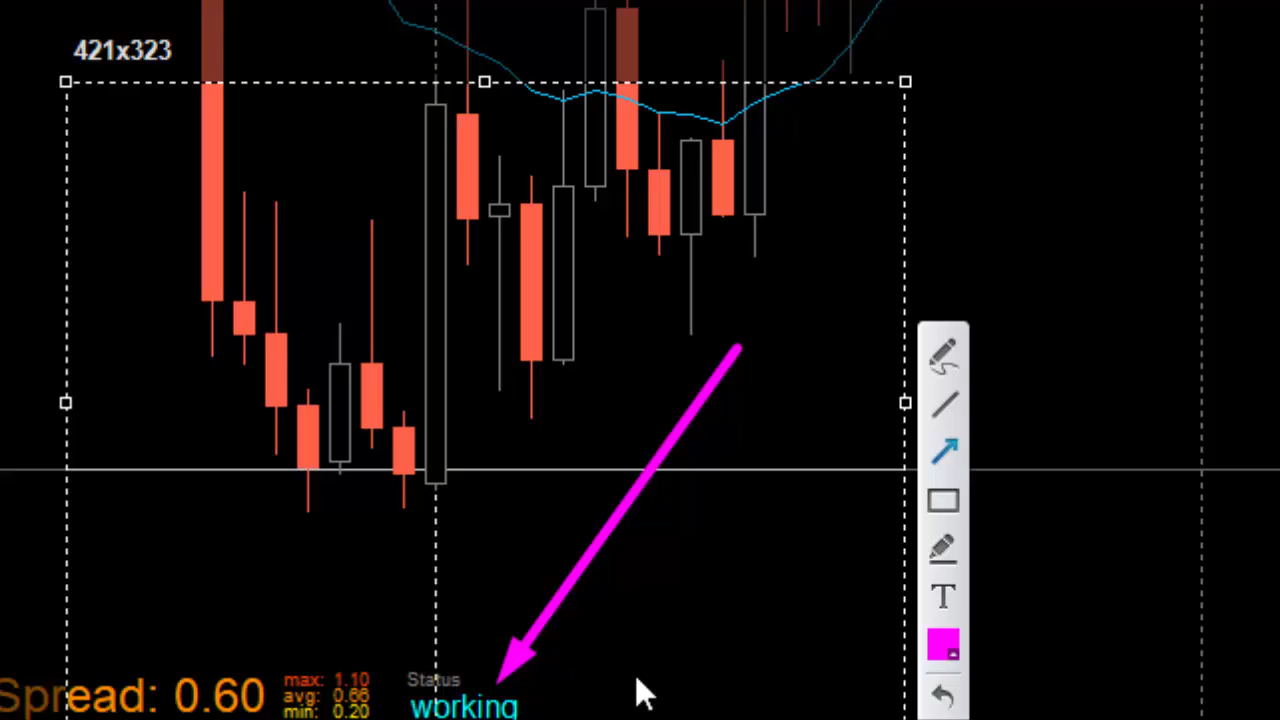 421x323
Spread: 0.60
max: 1.10
avg: 0.66
min: 0.20
Status
working
T